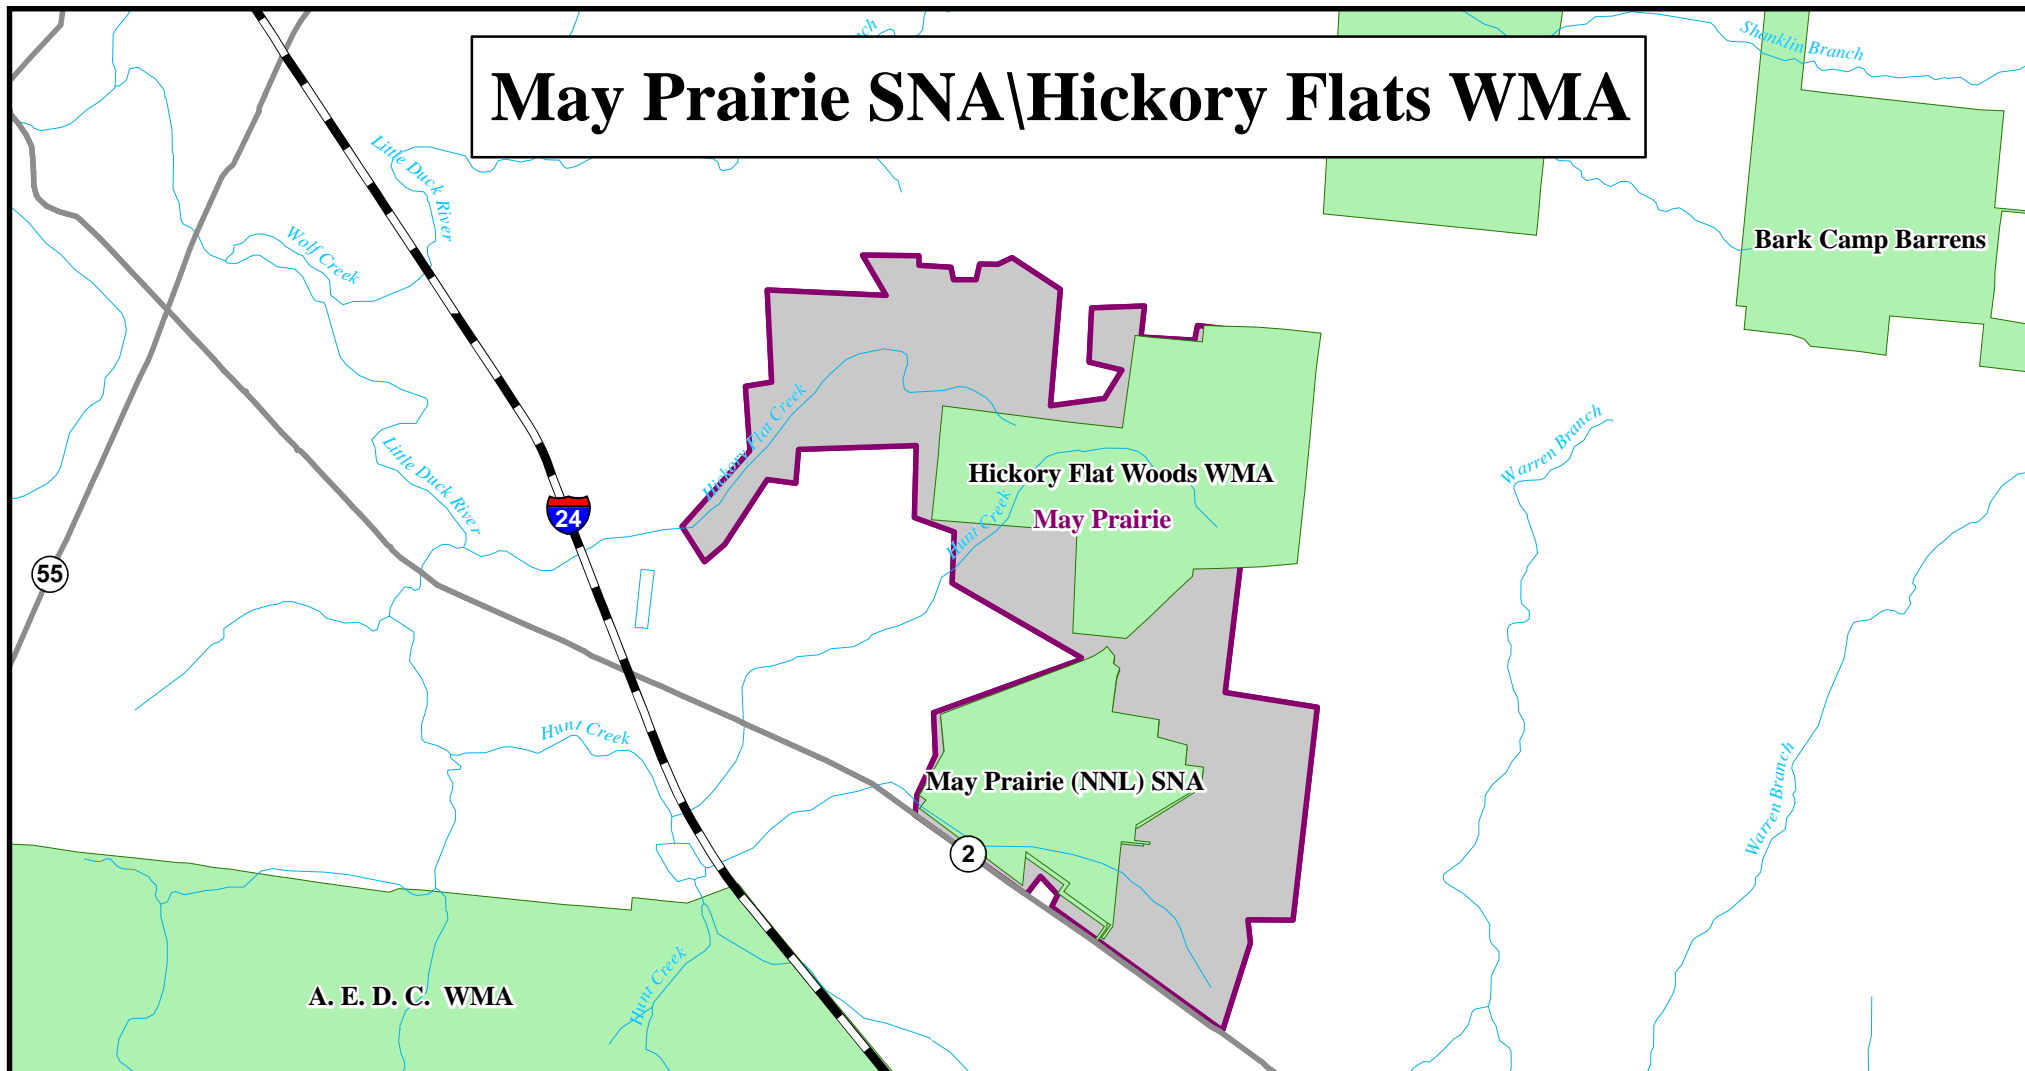 May Prairie SNA\Hickory Flats WMA
ch
Shanklin Branch
Little Duck River
Wolf Creek
Bark Camp Barrens
Hickory Flat Creek
Warren Branch
Little Duck River
Hickory Flat Woods WMA
May Prairie
Hunt Creek
24
55
Hunt Creek
May Prairie (NNL) SNA
Warren Branch
2
A. E. D. C. WMA
Hunt Creek